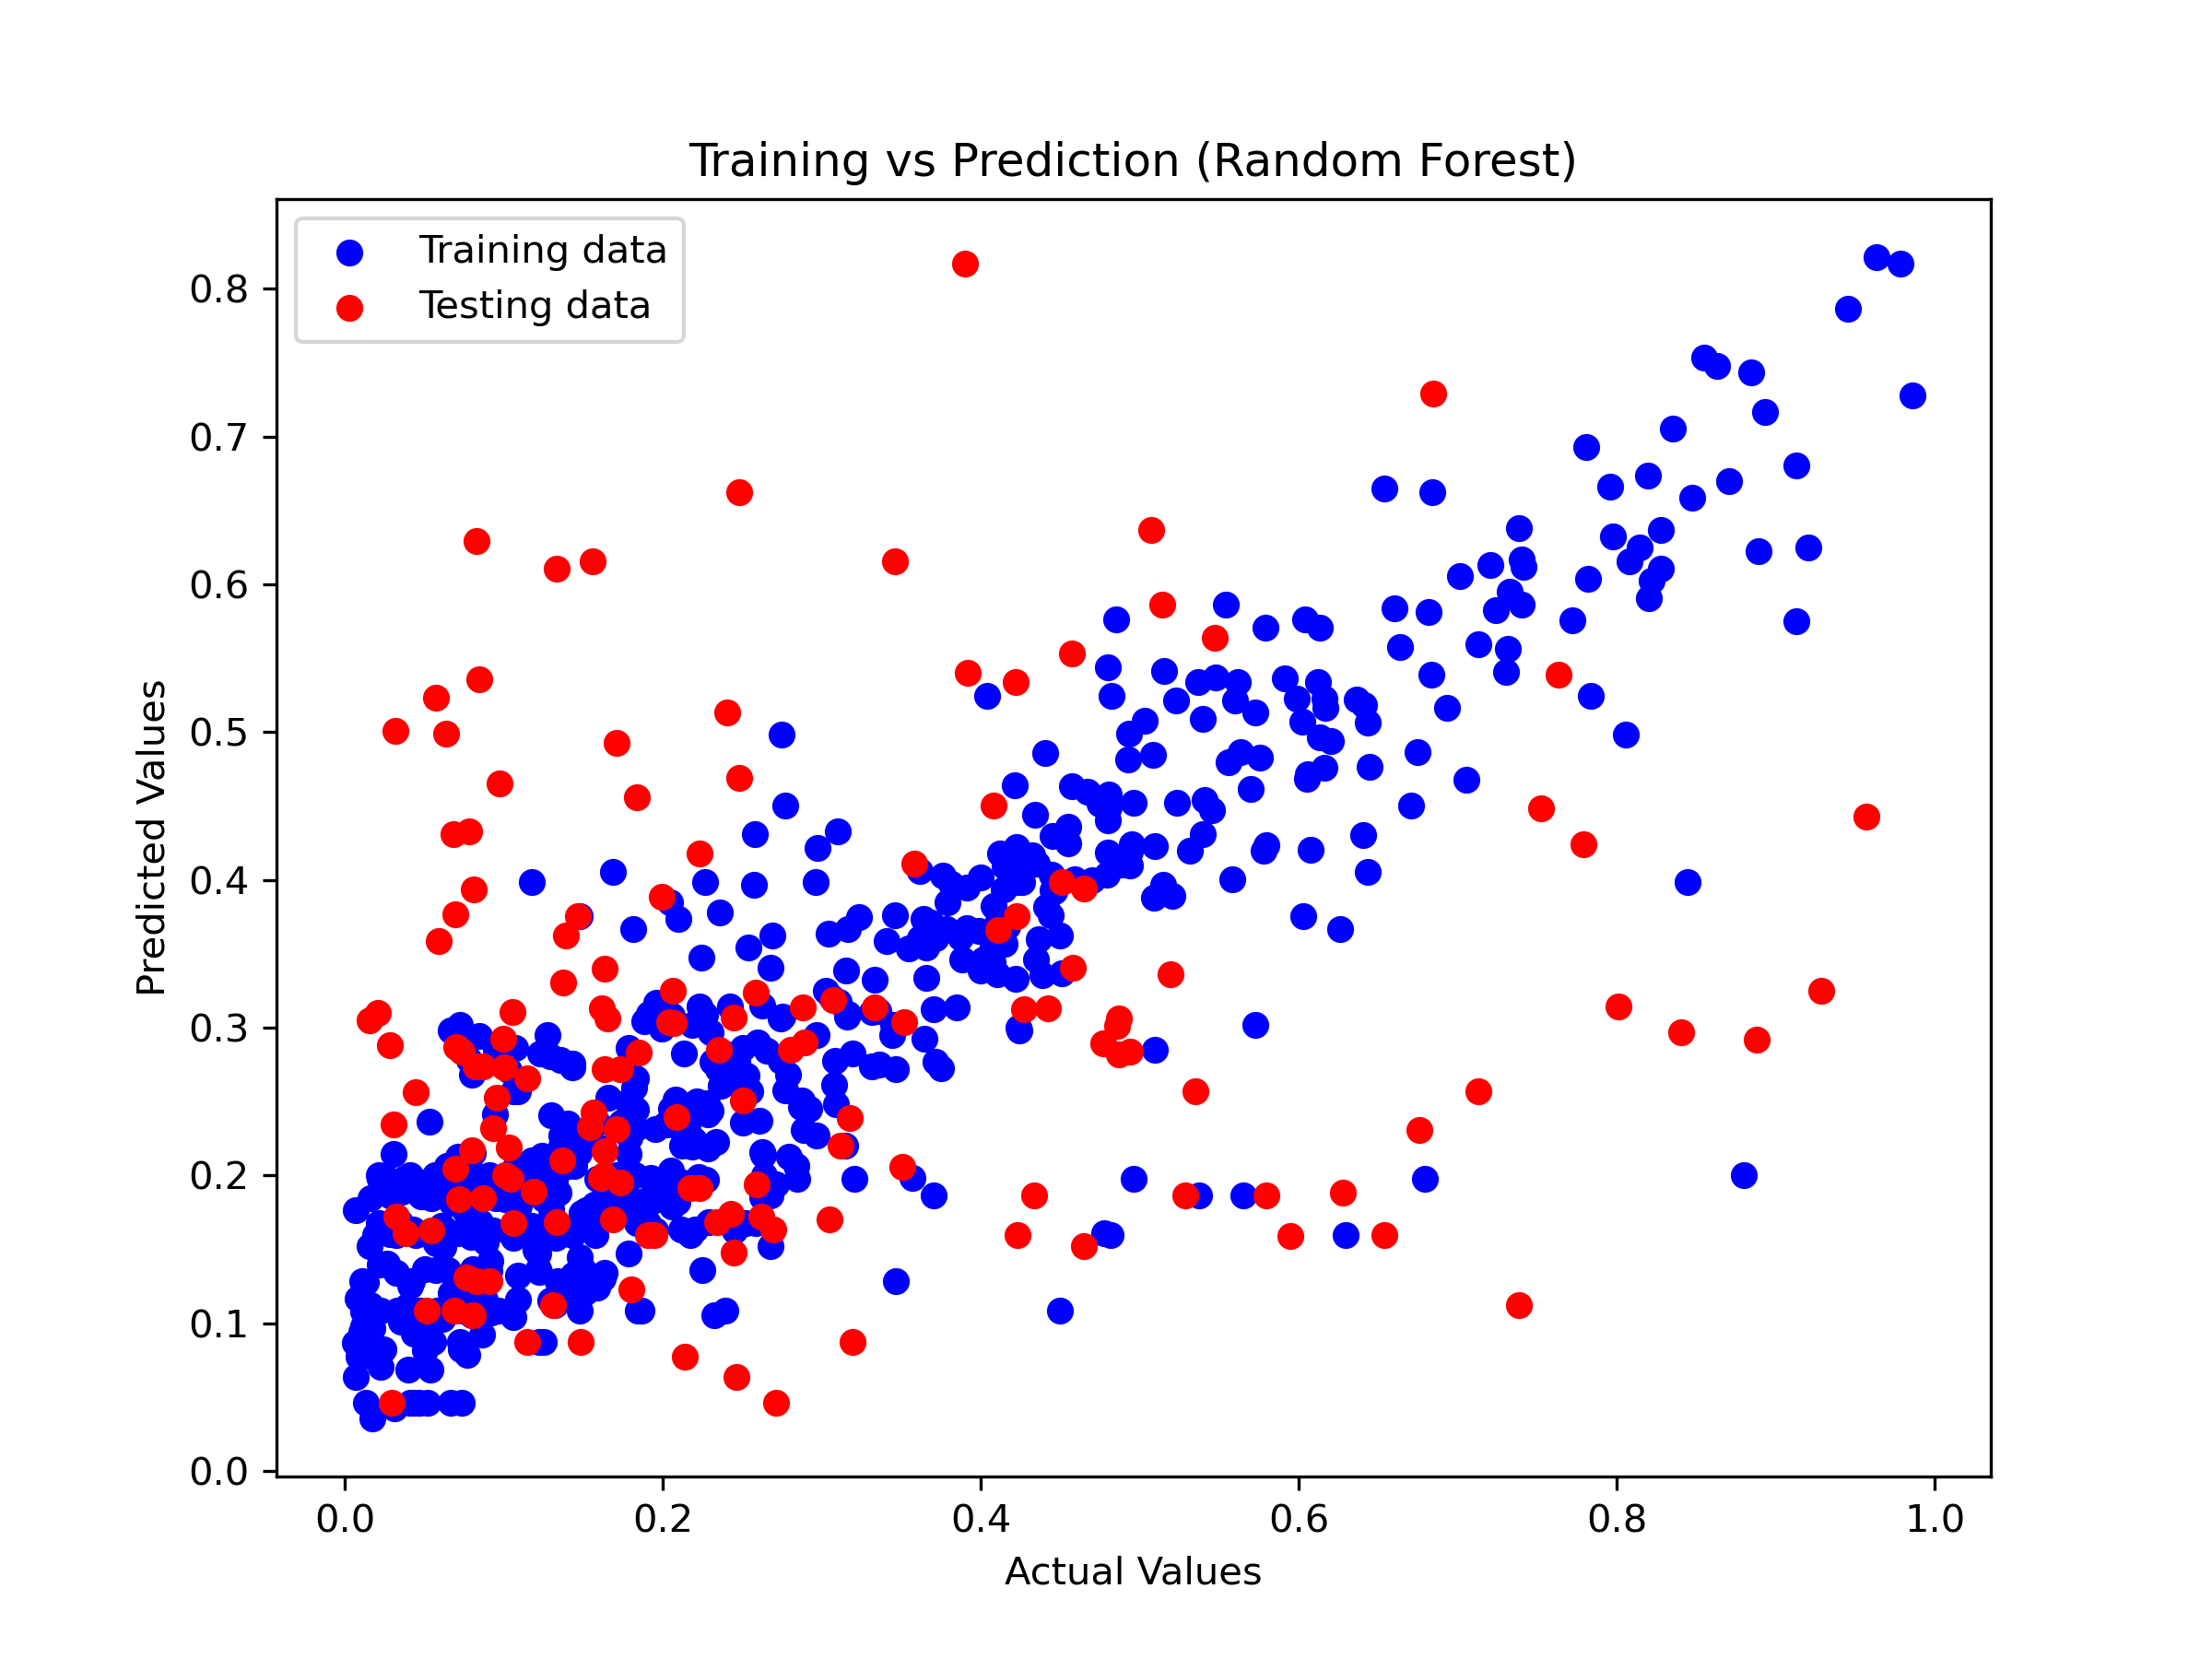 Training vs Prediction (Random Forest)
Training data
Testing data
0.8
0.7
0.6
0.5
0.4
0.3
0.2
0.1
0.0
Predicted Values
0.0 0.2 0.4 0.6 0.8 1.0
Actual Values